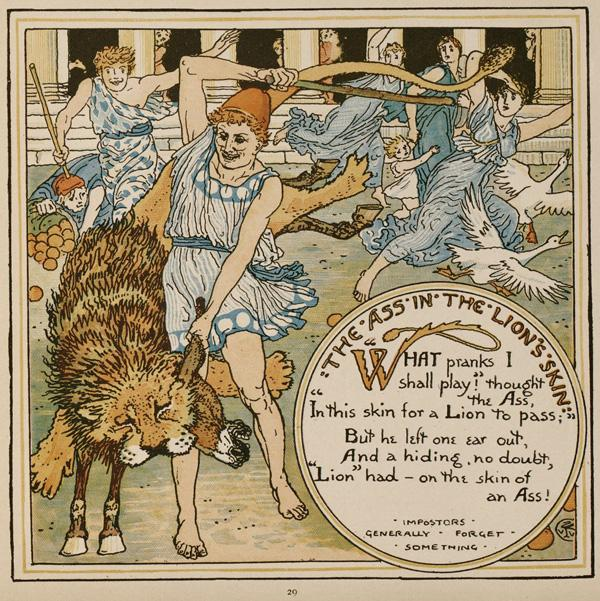 "THE·ASS·IN·THE·LION'S·SKIN"
"WHAT pranks I
shall play!" thought
the Ass,
"In this skin for a Lion to pass;"
But he left one ear out,
And a hiding, no doubt,
"Lion" had – on the skin of
an Ass!
· IMPOSTORS ·
GENERALLY · FORGET ·
· SOMETHING ·
29